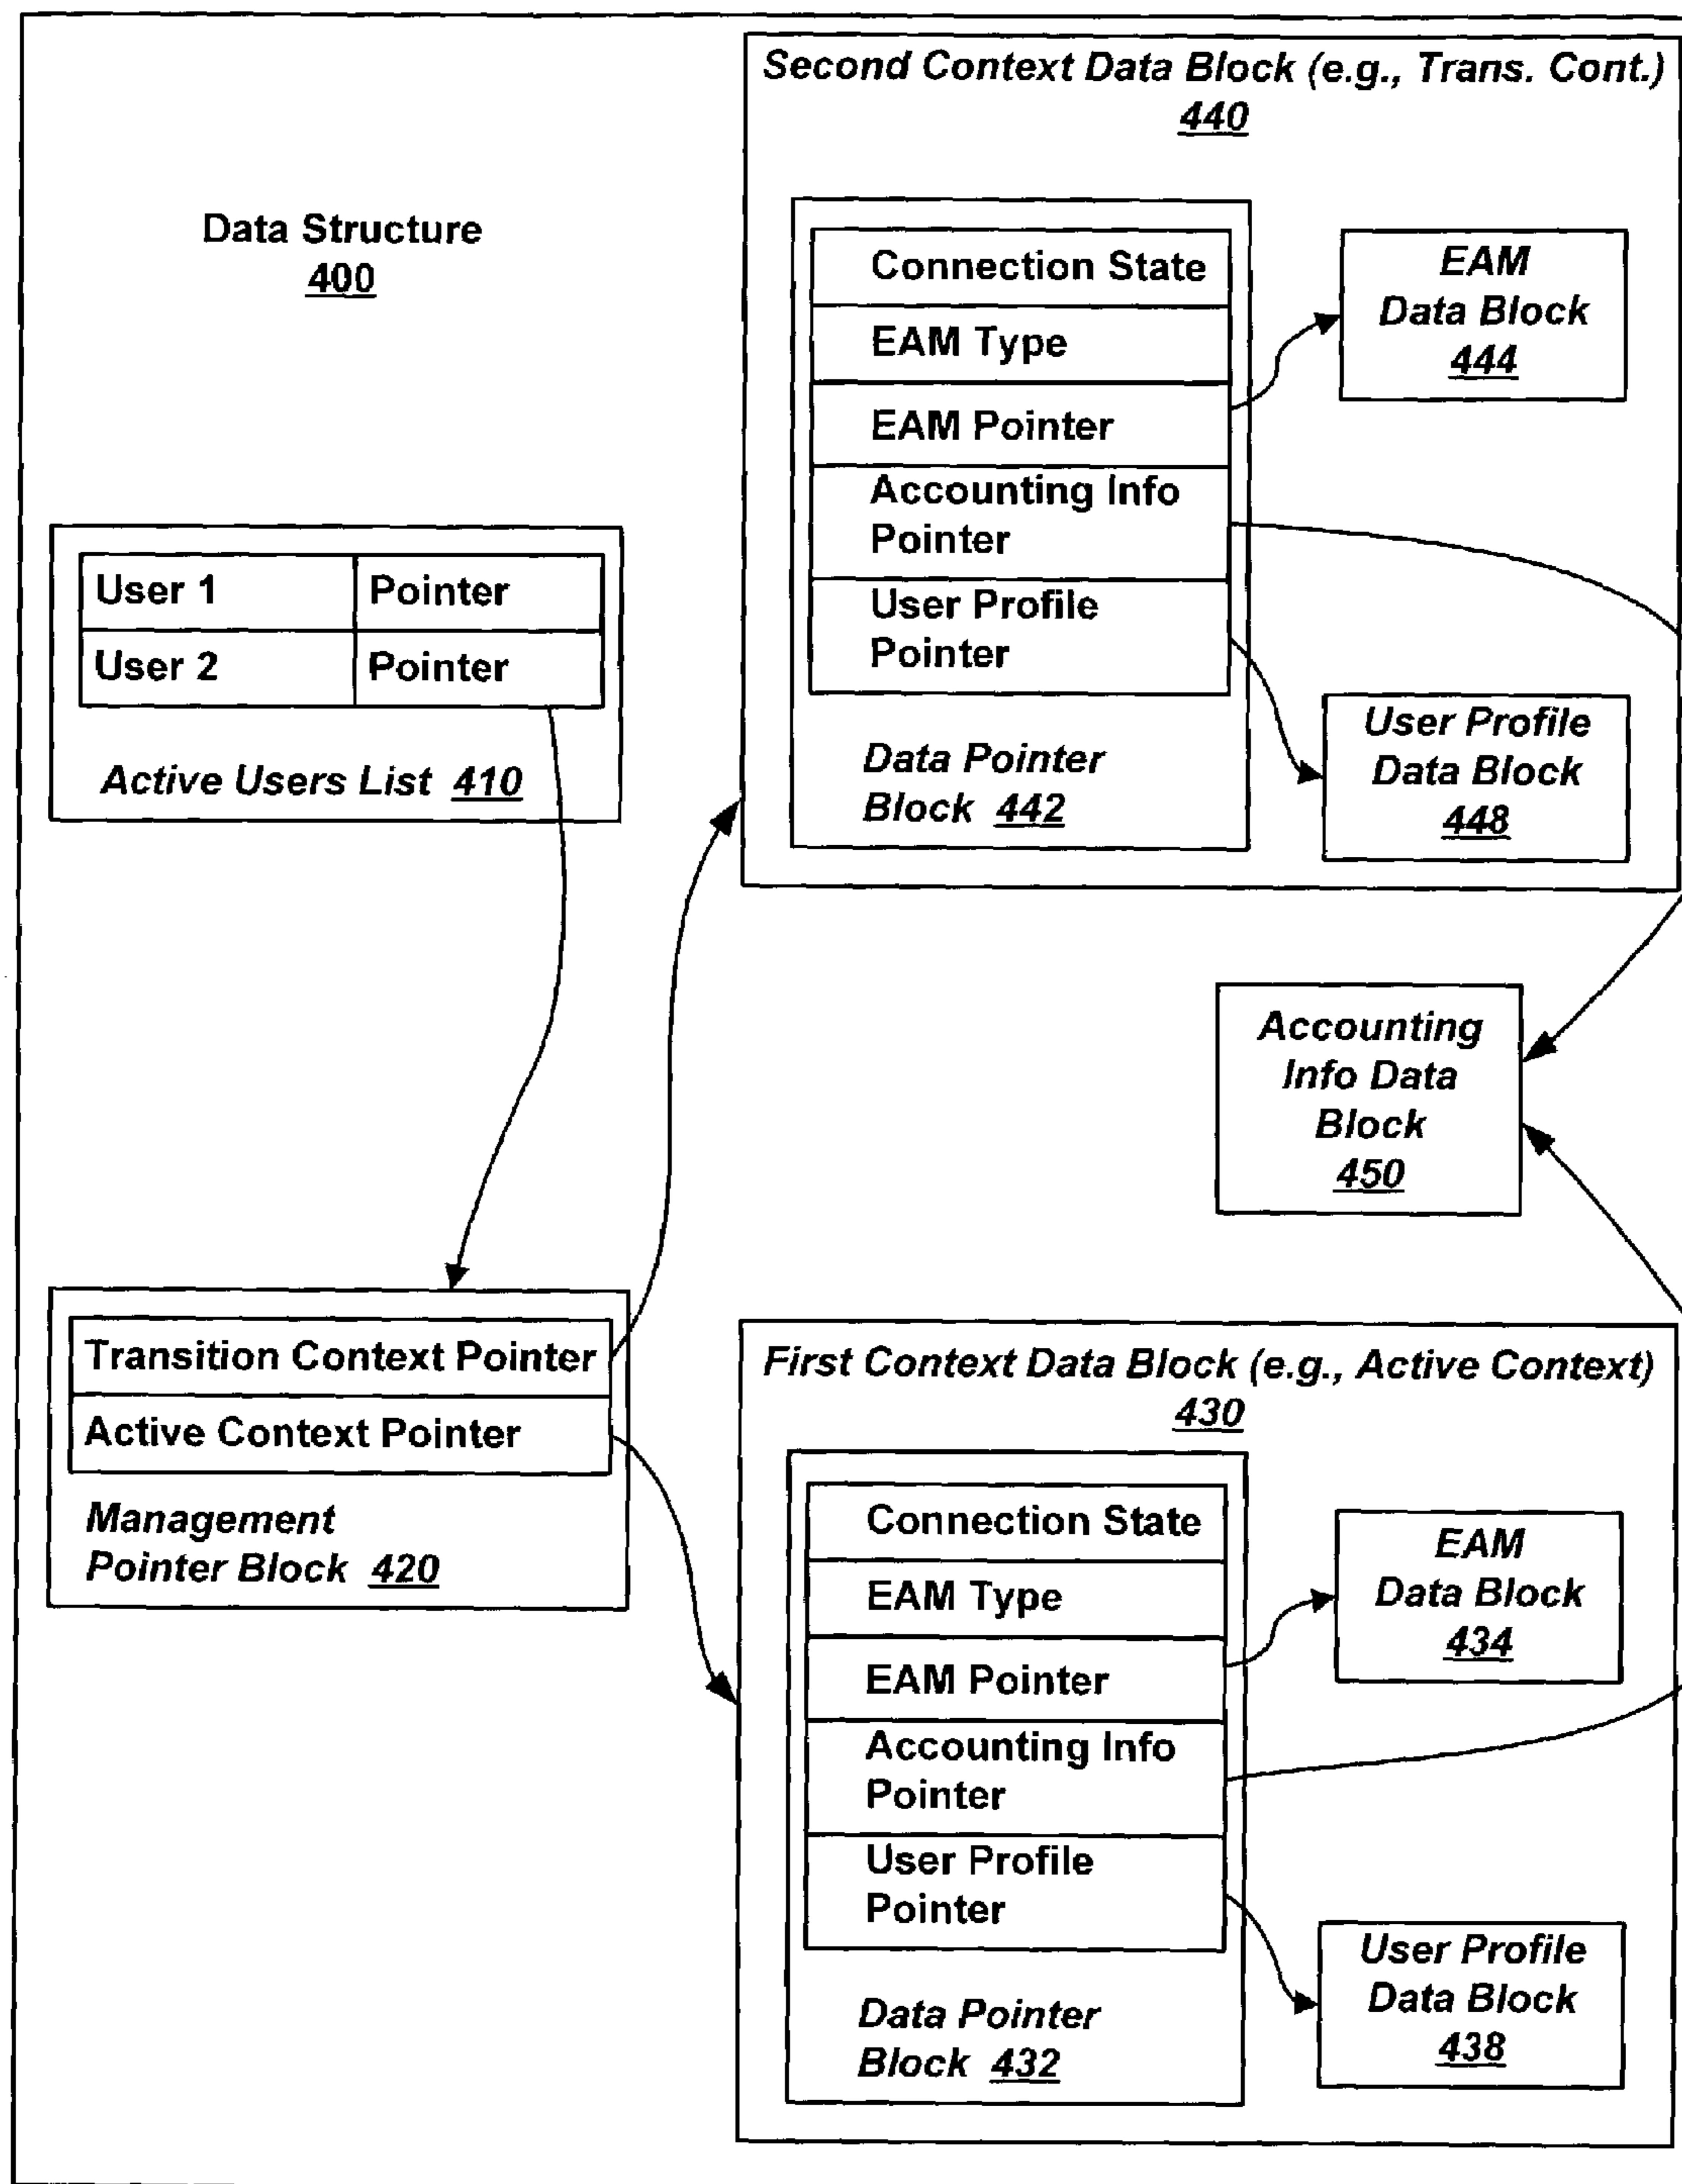 Data Structure
400
User 1 Pointer
User 2 Pointer
Active Users List 410
Transition Context Pointer
Active Context Pointer
Management
Pointer Block 420
Second Context Data Block (e.g., Trans. Cont.)
440
Connection State
EAM Type
EAM Pointer
Accounting Info
Pointer
User Profile
Pointer
Data Pointer
Block 442
EAM
Data Block
444
User Profile
Data Block
448
Accounting
Info Data
Block
450
First Context Data Block (e.g., Active Context)
430
Connection State
EAM Type
EAM Pointer
Accounting Info
Pointer
User Profile
Pointer
Data Pointer
Block 432
EAM
Data Block
434
User Profile
Data Block
438